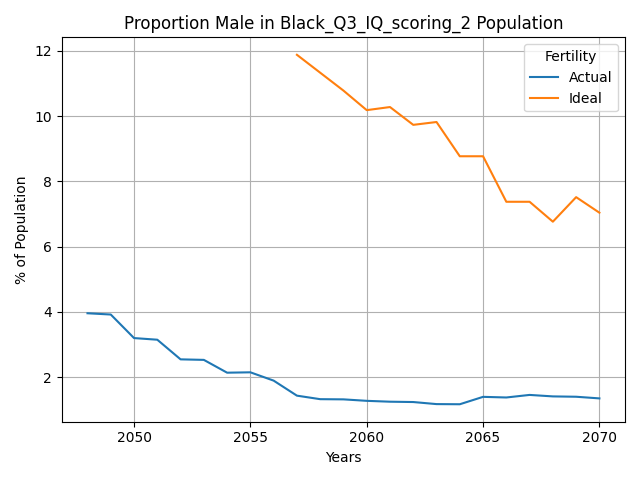 Proportion Male in Black_Q3_IQ_scoring_2 Population
% of Population
12
10
8
6
4
2
Fertility
Actual
Ideal
2050 2055 2060 2065 2070
Years